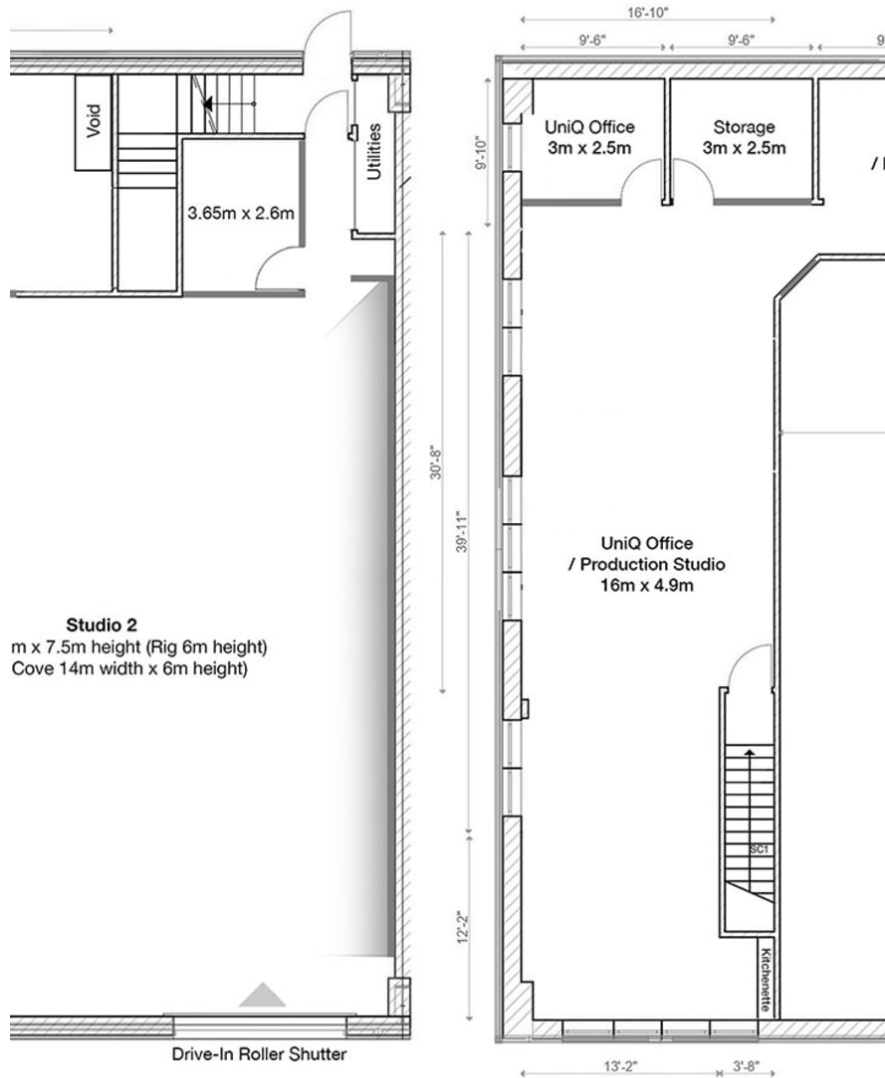 16'-10"
9'-6"
9'-6"
Void
Utilities
3.65m x 2.6m
UniQ Office
3m x 2.5m
Storage
3m x 2.5m
9'-10"
30'-8"
39'-11"
UniQ Office
/ Production Studio
16m x 4.9m
Studio 2
m x 7.5m height (Rig 6m height)
Cove 14m width x 6m height)
SC1
12'-2"
Kitchenette
Drive-In Roller Shutter
13'-2"
3'-8"